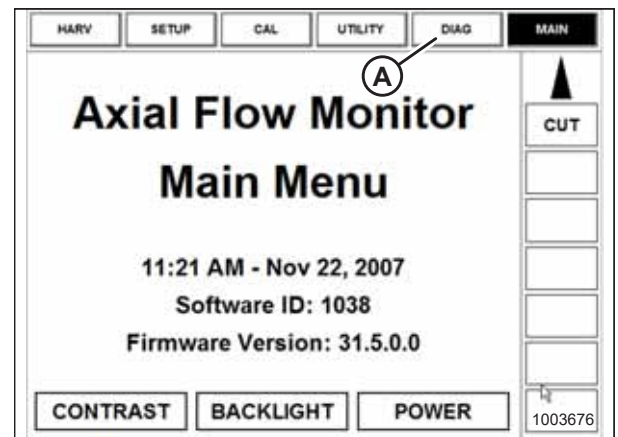 HARV SETUP CAL UTILITY DIAG MAIN
A
Axial Flow Monitor
CUT
Main Menu
11:21 AM - Nov 22, 2007
Software ID: 1038
Firmware Version: 31.5.0.0
CONTRAST BACKLIGHT POWER
1003676